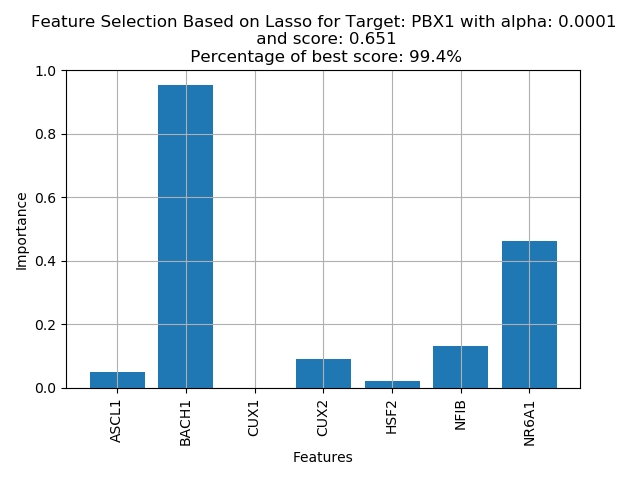 Feature Selection Based on Lasso for Target: PBX1 with alpha: 0.0001
and score: 0.651
Percentage of best score: 99.4%
1.0
0.8
0.6
0.4
0.2
0.0
Importance
ASCL1
BACH1
CUX1
CUX2
HSF2
NFIB
NR6A1
Features